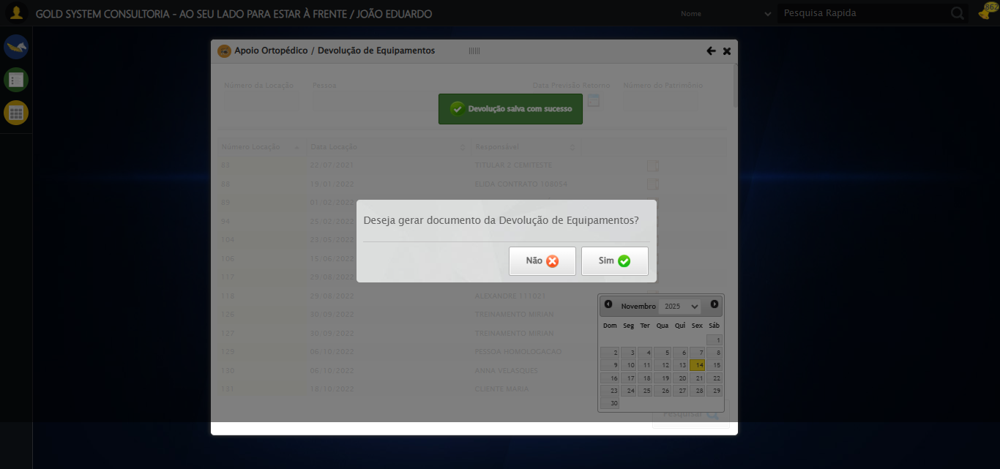 GOLD SYSTEM CONSULTORIA - AO SEU LADO PARA ESTAR À FRENTE / JOÃO EDUARDO
Nome
Pesquisa Rapida
862
Apoio Ortopédico / Devolução de Equipamentos
Número da Locação Pessoa Data Previsão Retorno Número do Patrimônio
Devolução salva com sucesso
Número Locação Data Locação Responsável
83 22/07/2021 TITULAR 2 CEMITESTE
88 19/01/2022 ELIDA CONTRATO 108054
89 01/02/2022
94 25/02/2022
104 23/05/2022
106 15/06/2022
117 29/08/2022
118 29/08/2022 ALEXANDRE 111021
126 30/09/2022 TREINAMENTO MIRIAN
127 30/09/2022 TREINAMENTO MIRIAN
129 06/10/2022 PESSOA HOMOLOGACAO
130 06/10/2022 ANNA VELASQUES
131 18/10/2022 CLIENTE MARIA
Deseja gerar documento da Devolução de Equipamentos?
Não
Sim
Novembro 2025
Dom Seg Ter Qua Qui Sex Sáb
1
2 3 4 5 6 7 8
9 10 11 12 13 14 15
16 17 18 19 20 21 22
23 24 25 26 27 28 29
30
Pesquisar